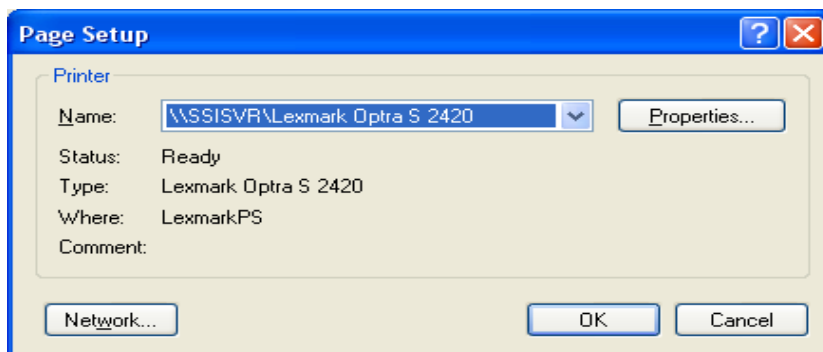 Page Setup
Printer
Name: \\SSISVR\Lexmark Optra S 2420 Properties...
Status: Ready
Type: Lexmark Optra S 2420
Where: LexmarkPS
Comment:
Network... OK Cancel